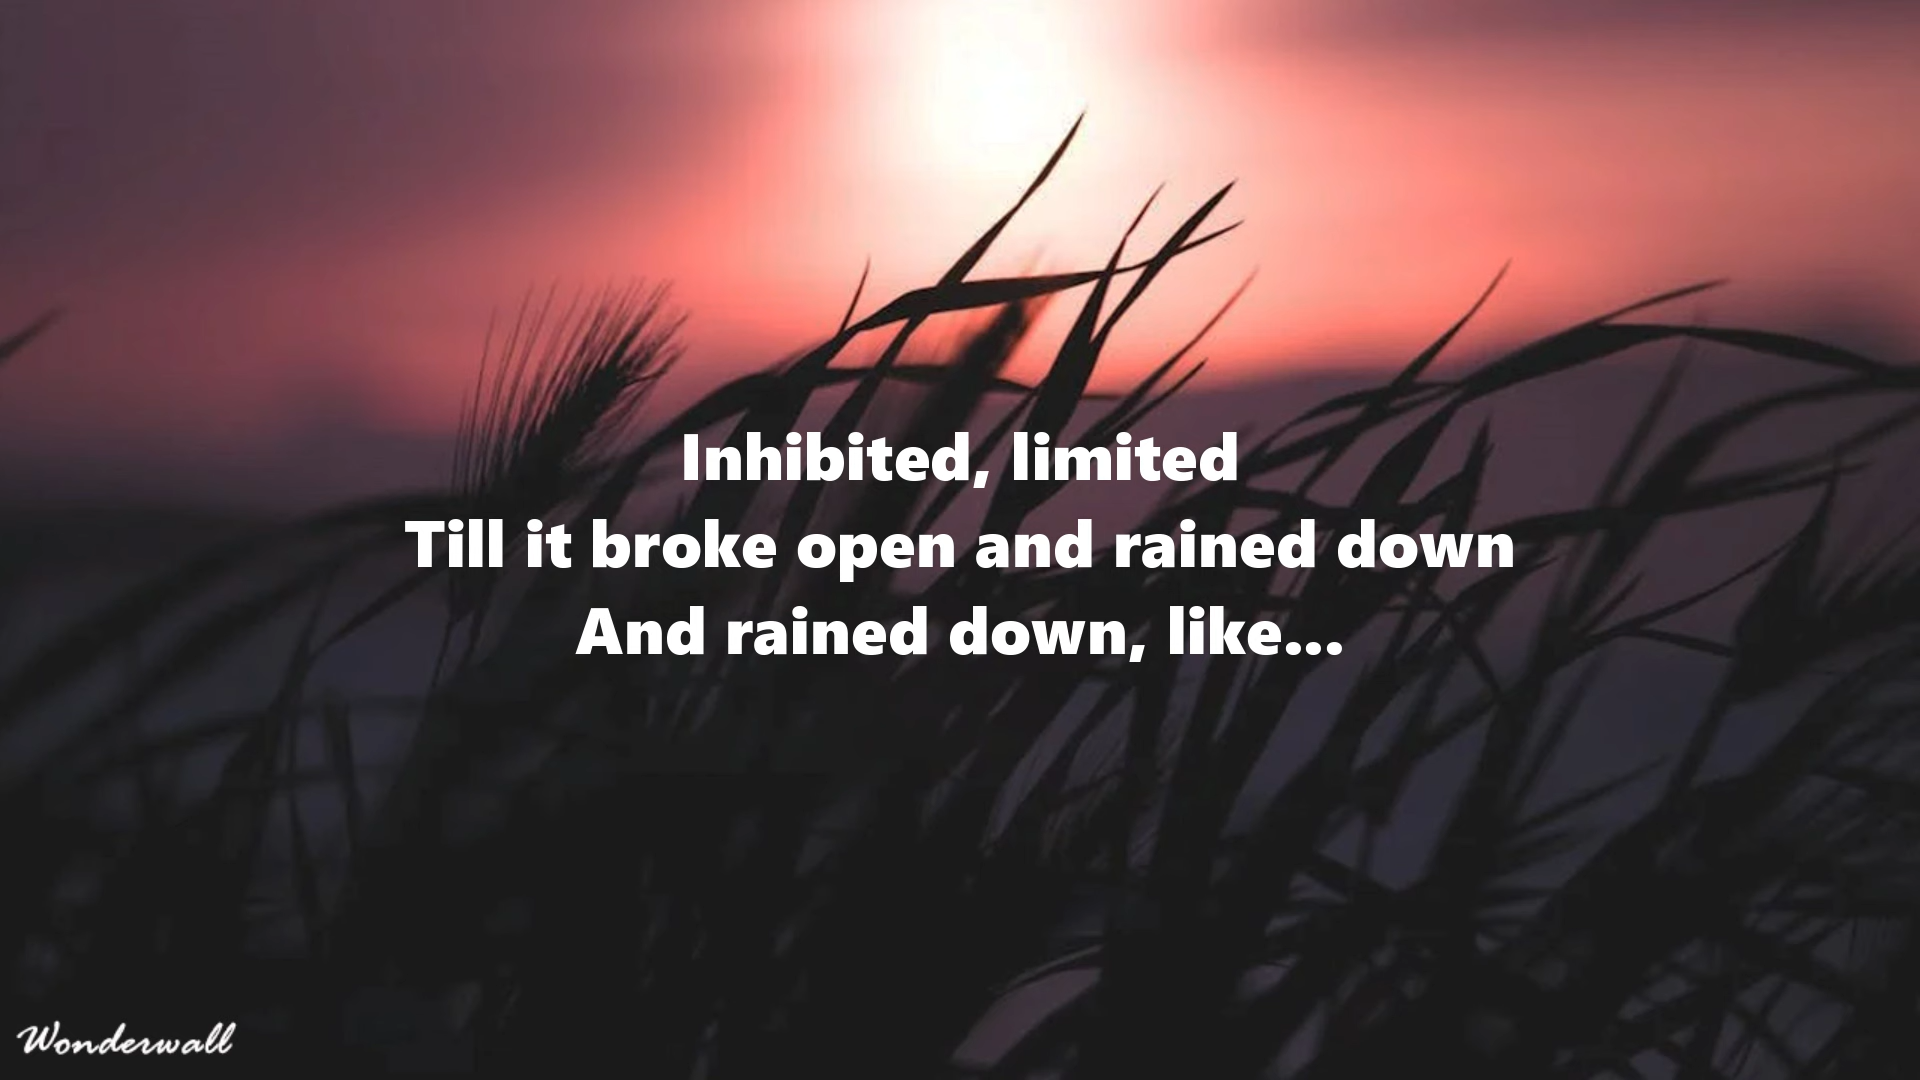 Inhibited, limited
Till it broke open and rained down
And rained down, like...
Wonderwall